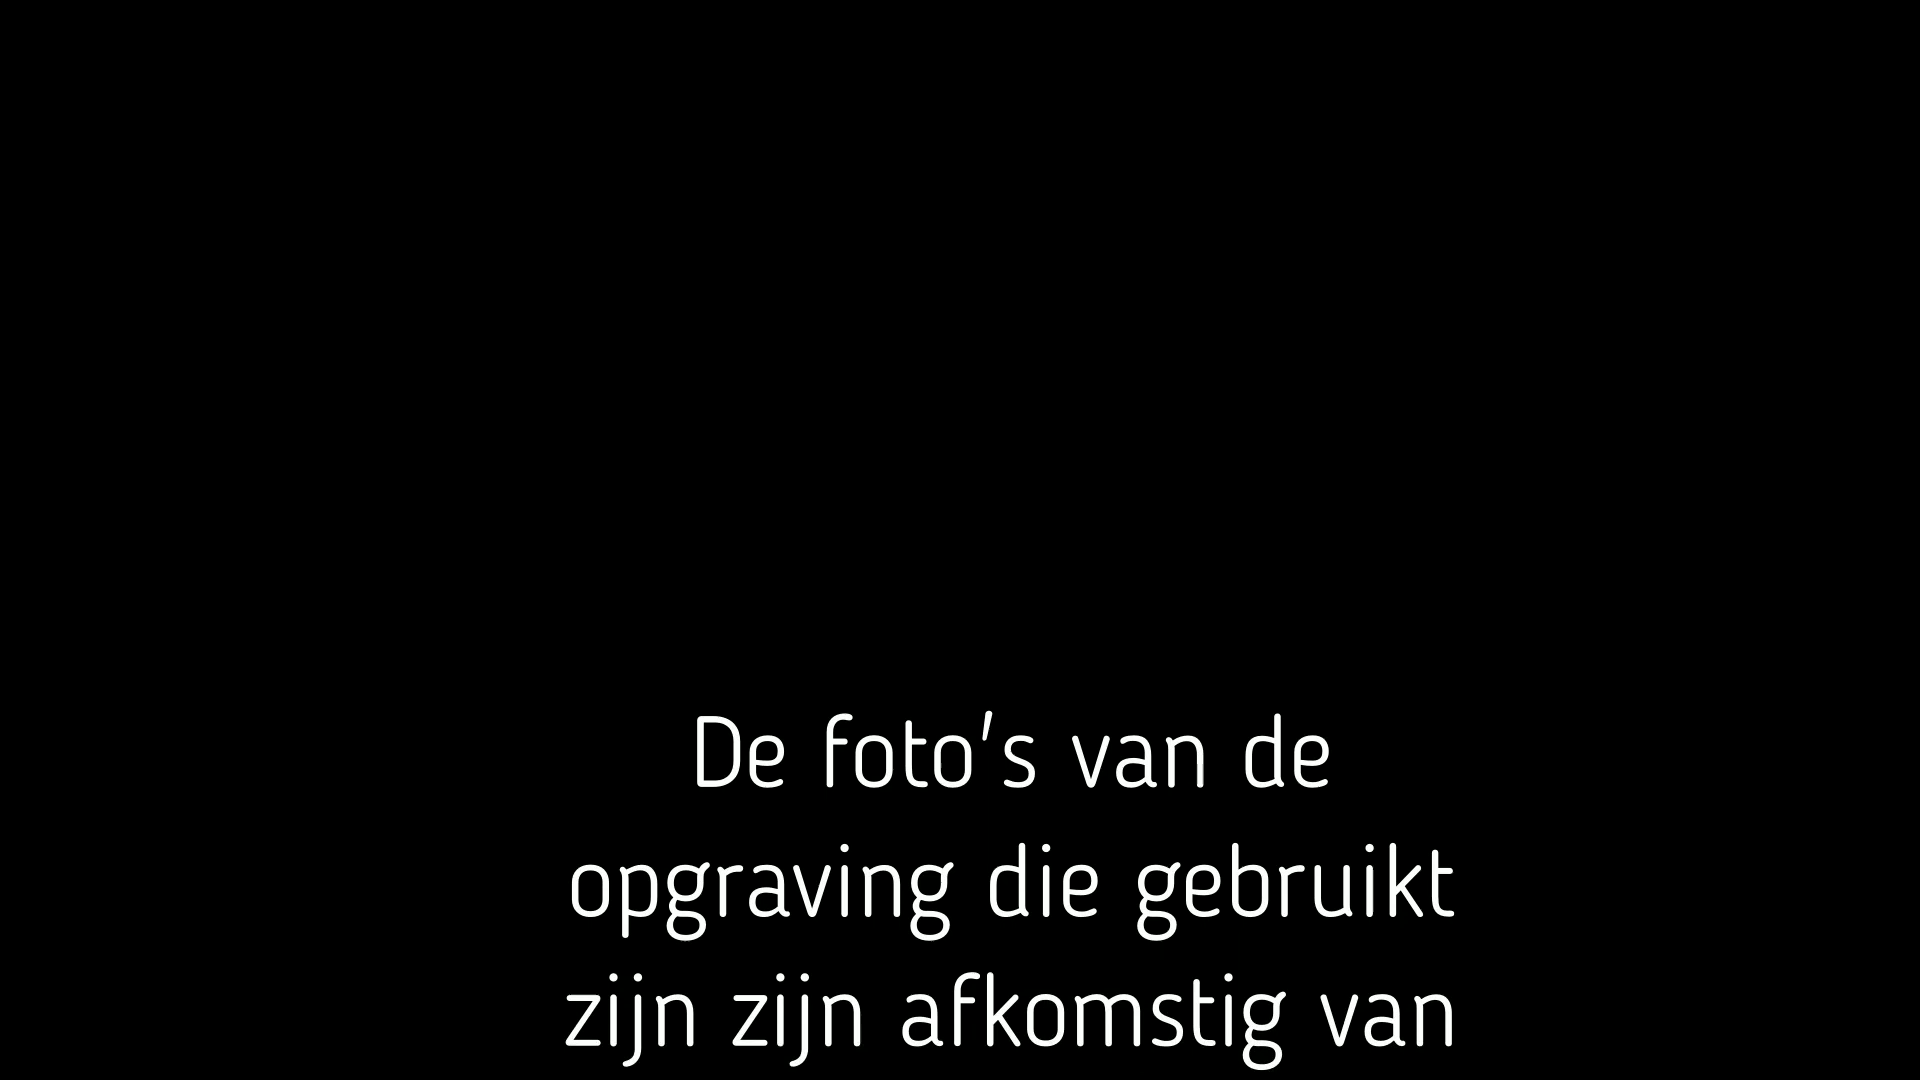 De foto's van de
opgraving die gebruikt
zijn zijn afkomstig van